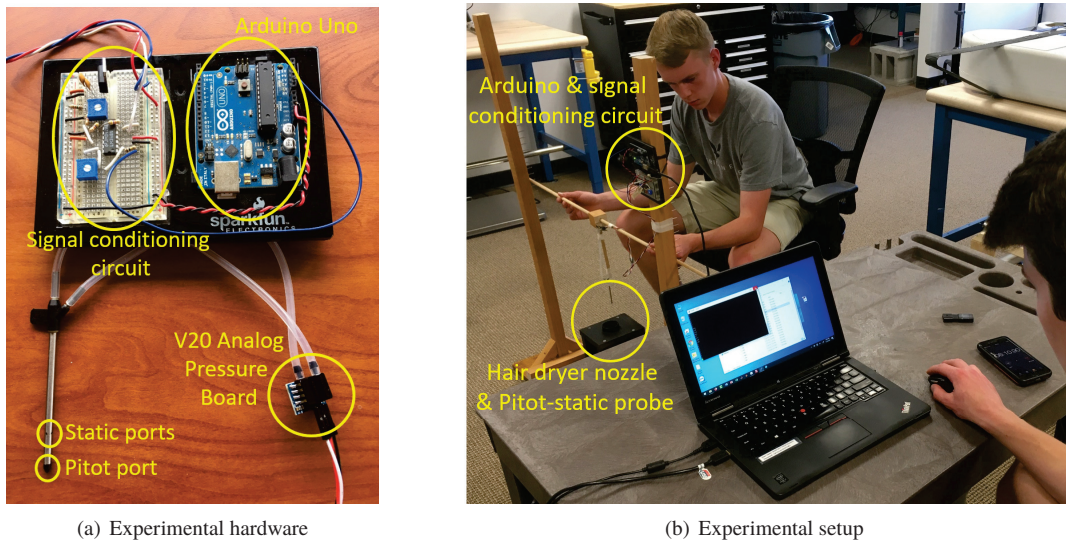 Arduino Uno
UNO
ARDUINO
sparkfun
ELECTRONICS
Signal conditioning
circuit
V20 Analog
Pressure
Board
Static ports
Pitot port
(a) Experimental hardware
Arduino & signal
conditioning circuit
Hair dryer nozzle
& Pitot-static probe
ThinkPad
(b) Experimental setup